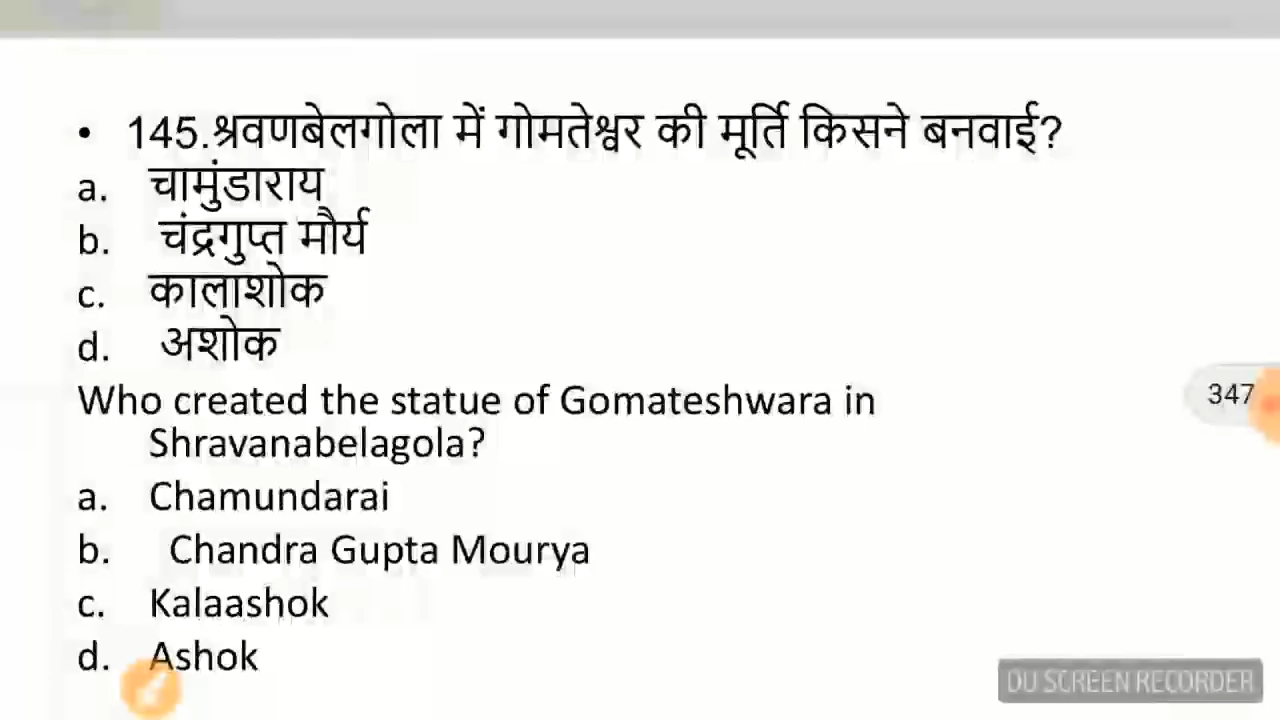 • 145.श्रवणबेलगोला में गोमतेश्वर की मूर्ति किसने बनवाई?
a. चामुंडाराय
b. चंद्रगुप्त मौर्य
c. कालाशोक
d. अशोक
Who created the statue of Gomateshwara in
Shravanabelagola?
a. Chamundarai
b. Chandra Gupta Mourya
c. Kalaashok
d. Ashok
347
DU SCREEN RECORDER